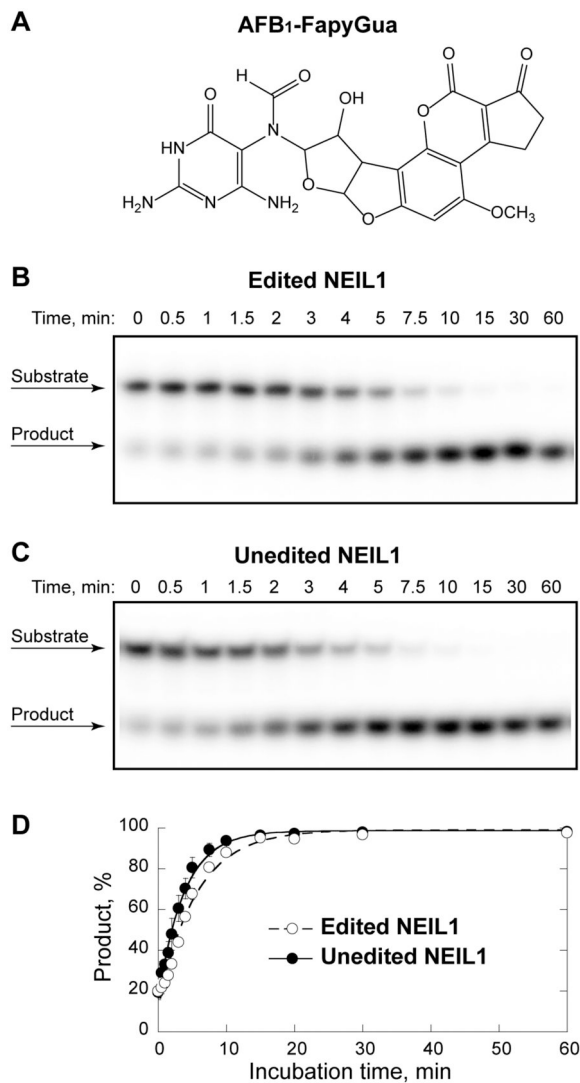 A
AFB1-FapyGua
O
H
O
N
OH
O
O
O
NH
H2N
N
NH2
O
O
OCH3
B
Edited NEIL1
Time, min: 0 0.5 1 1.5 2 3 4 5 7.5 10 15 30 60
Substrate
Product
C
Unedited NEIL1
Time, min: 0 0.5 1 1.5 2 3 4 5 7.5 10 15 30 60
Substrate
Product
D
Product, %
100
80
60
40
20
0
Edited NEIL1
Unedited NEIL1
0 10 20 30 40 50 60
Incubation time, min